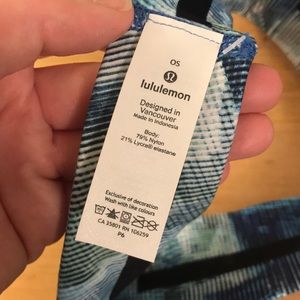 OS
lululemon
Designed in
Vancouver
Made in Indonesia
Body:
79% Nylon
21% Lycra® elastane
Exclusive of decoration
Wash with like colours
CA 35801 RN 106259
P6